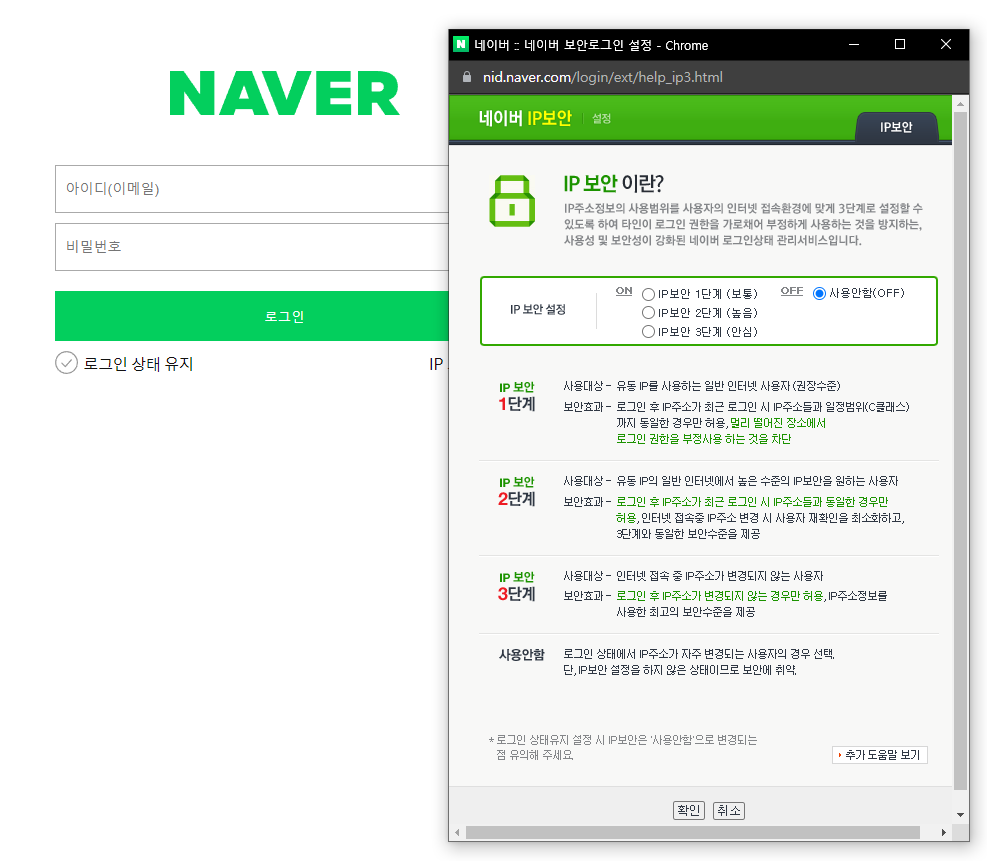 NAVER
아이디(이메일)
비밀번호
로그인
로그인 상태 유지
IP
N 네이버 :: 네이버 보안로그인 설정 - Chrome
nid.naver.com/login/ext/help_ip3.html
네이버 IP보안 설정
IP보안
IP 보안 이란?
IP주소정보의 사용범위를 사용자의 인터넷 접속환경에 맞게 3단계로 설정할 수
있도록 하여 타인이 로그인 권한을 가로채어 부정하게 사용하는 것을 방지하는,
사용성 및 보안성이 강화된 네이버 로그인상태 관리서비스입니다.
IP 보안 설정
ON IP보안 1단계 (보통) OFF 사용안함(OFF)
IP보안 2단계 (높음)
IP보안 3단계 (안심)
IP 보안
1단계
사용대상 - 유동 IP를 사용하는 일반 인터넷 사용자 (권장수준)
보안효과 - 로그인 후 IP주소가 최근 로그인 시 IP주소들과 일정범위(C클래스)
까지 동일한 경우만 허용, 멀리 떨어진 장소에서
로그인 권한을 부정사용 하는 것을 차단
IP 보안
2단계
사용대상 - 유동 IP의 일반 인터넷에서 높은 수준의 IP보안을 원하는 사용자
보안효과 - 로그인 후 IP주소가 최근 로그인 시 IP주소들과 동일한 경우만
허용, 인터넷 접속중 IP주소 변경 시 사용자 재확인을 최소화하고,
3단계와 동일한 보안수준을 제공
IP 보안
3단계
사용대상 - 인터넷 접속 중 IP주소가 변경되지 않는 사용자
보안효과 - 로그인 후 IP주소가 변경되지 않는 경우만 허용, IP주소정보를
사용한 최고의 보안수준을 제공
사용안함
로그인 상태에서 IP주소가 자주 변경되는 사용자의 경우 선택.
단, IP보안 설정을 하지 않은 상태이므로 보안에 취약.
* 로그인 상태유지 설정 시 IP보안은 '사용안함'으로 변경되는
점 유의해 주세요.
추가 도움말 보기
확인 취소